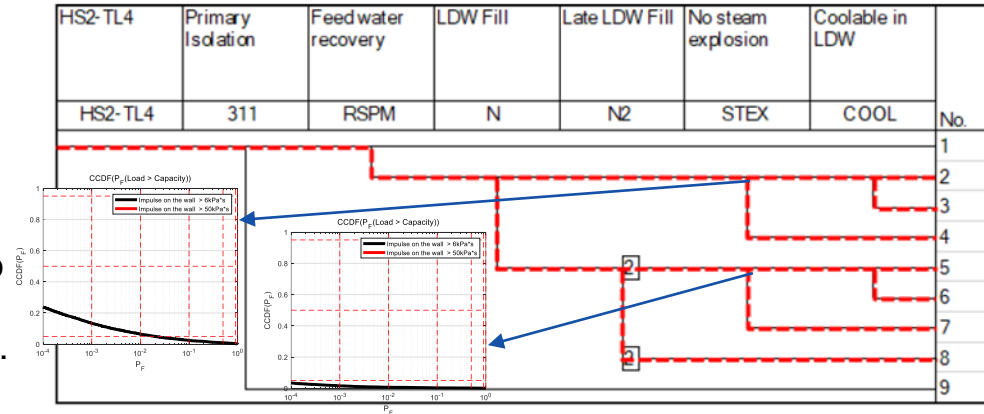 HS2-TL4
Primary
Isolation
Feed water
recovery
LDW Fill
Late LDW Fill
No steam
explosion
Coolable in
LDW
HS2-TL4 311 RSPM N N2 STEX COOL No.
1
2
3
4
5
6
7
8
9
2
2
CCDF(P_F(Load > Capacity))
Impulse on the wall > 6kPa*s
Impulse on the wall > 50kPa*s
CCDF(P_F)
1
0.8
0.6
0.4
0.2
0
10^-4 10^-3 10^-2 10^-1 10^0
P_F
CCDF(P_F(Load > Capacity))
Impulse on the wall > 6kPa*s
Impulse on the wall > 50kPa*s
CCDF(P_F)
1
0.8
0.6
0.4
0.2
0
10^-4 10^-3 10^-2 10^-1 10^0
P_F